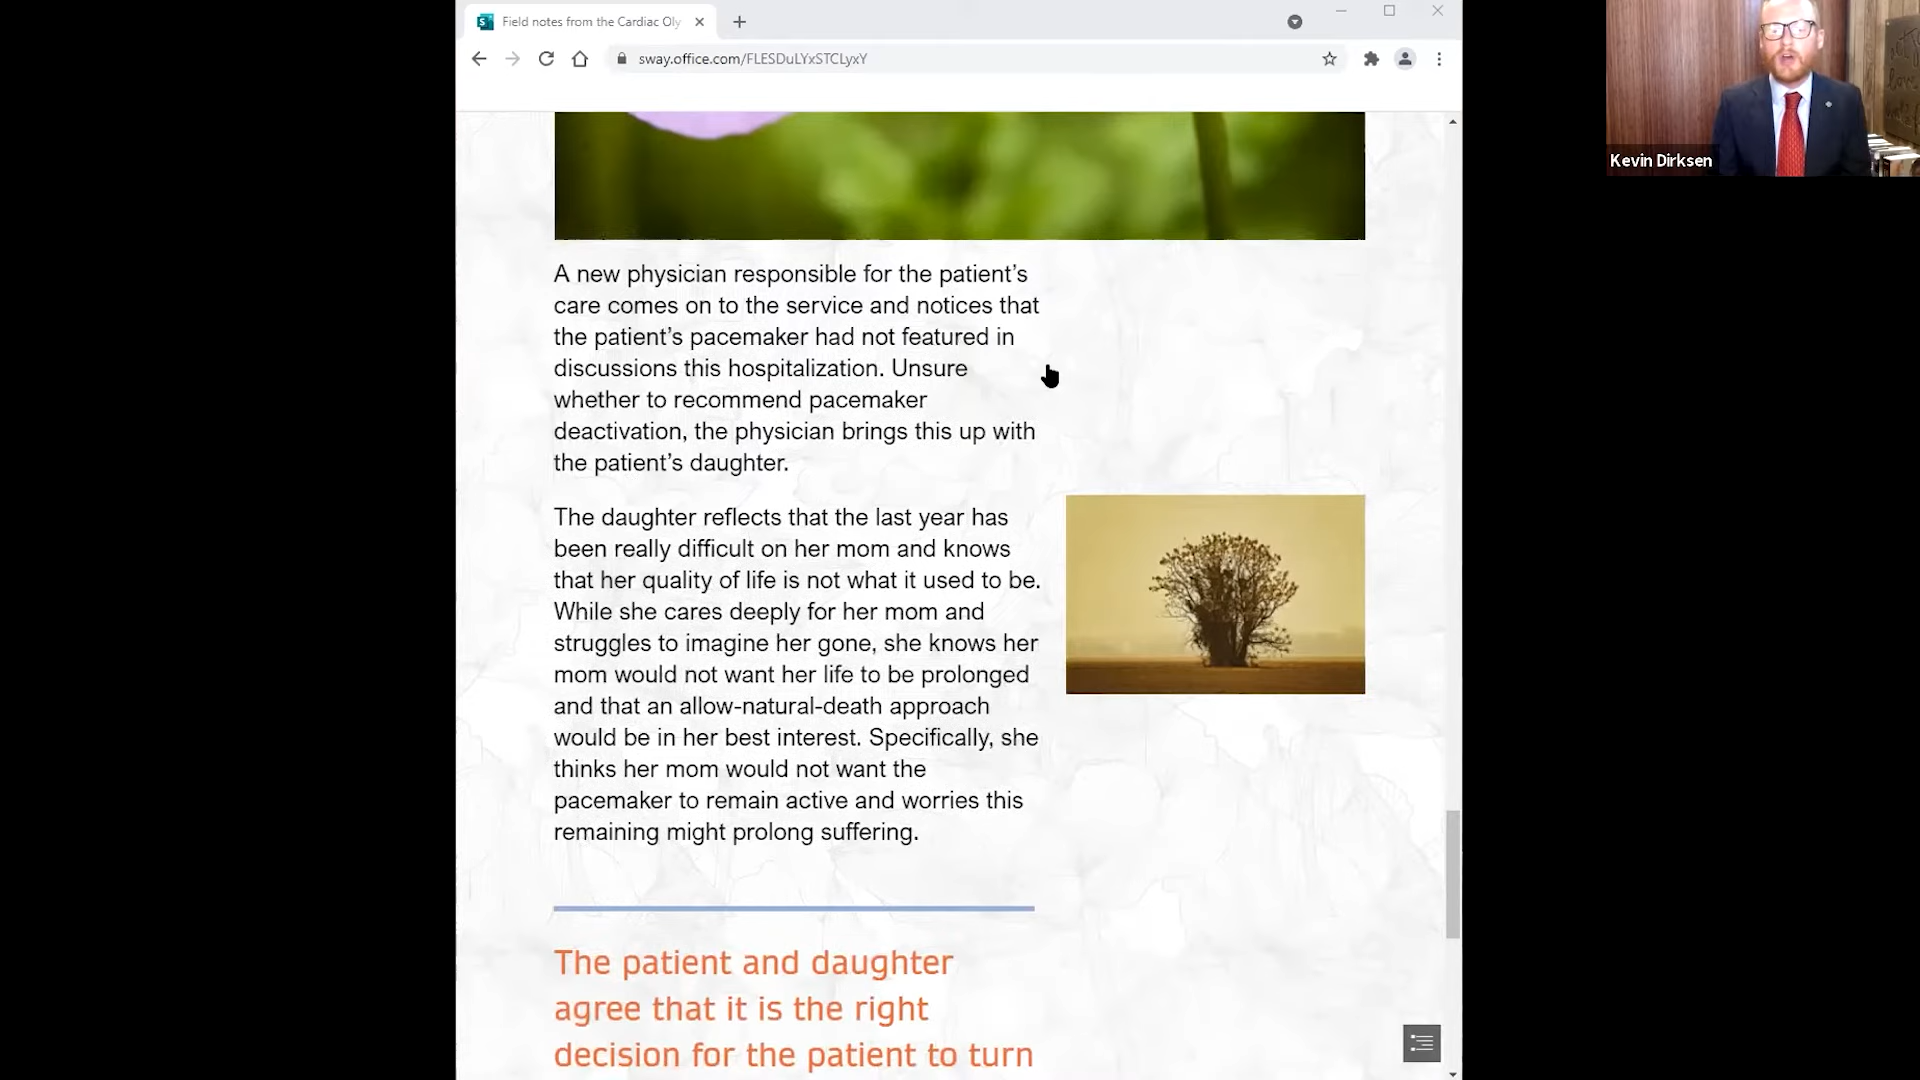 Field notes from the Cardiac Oly
sway.office.com/FLESDuLYxSTCLyxY
Kevin Dirksen
A new physician responsible for the patient's
care comes on to the service and notices that
the patient's pacemaker had not featured in
discussions this hospitalization. Unsure
whether to recommend pacemaker
deactivation, the physician brings this up with
the patient's daughter.
The daughter reflects that the last year has
been really difficult on her mom and knows
that her quality of life is not what it used to be.
While she cares deeply for her mom and
struggles to imagine her gone, she knows her
mom would not want her life to be prolonged
and that an allow-natural-death approach
would be in her best interest. Specifically, she
thinks her mom would not want the
pacemaker to remain active and worries this
remaining might prolong suffering.
The patient and daughter
agree that it is the right
decision for the patient to turn